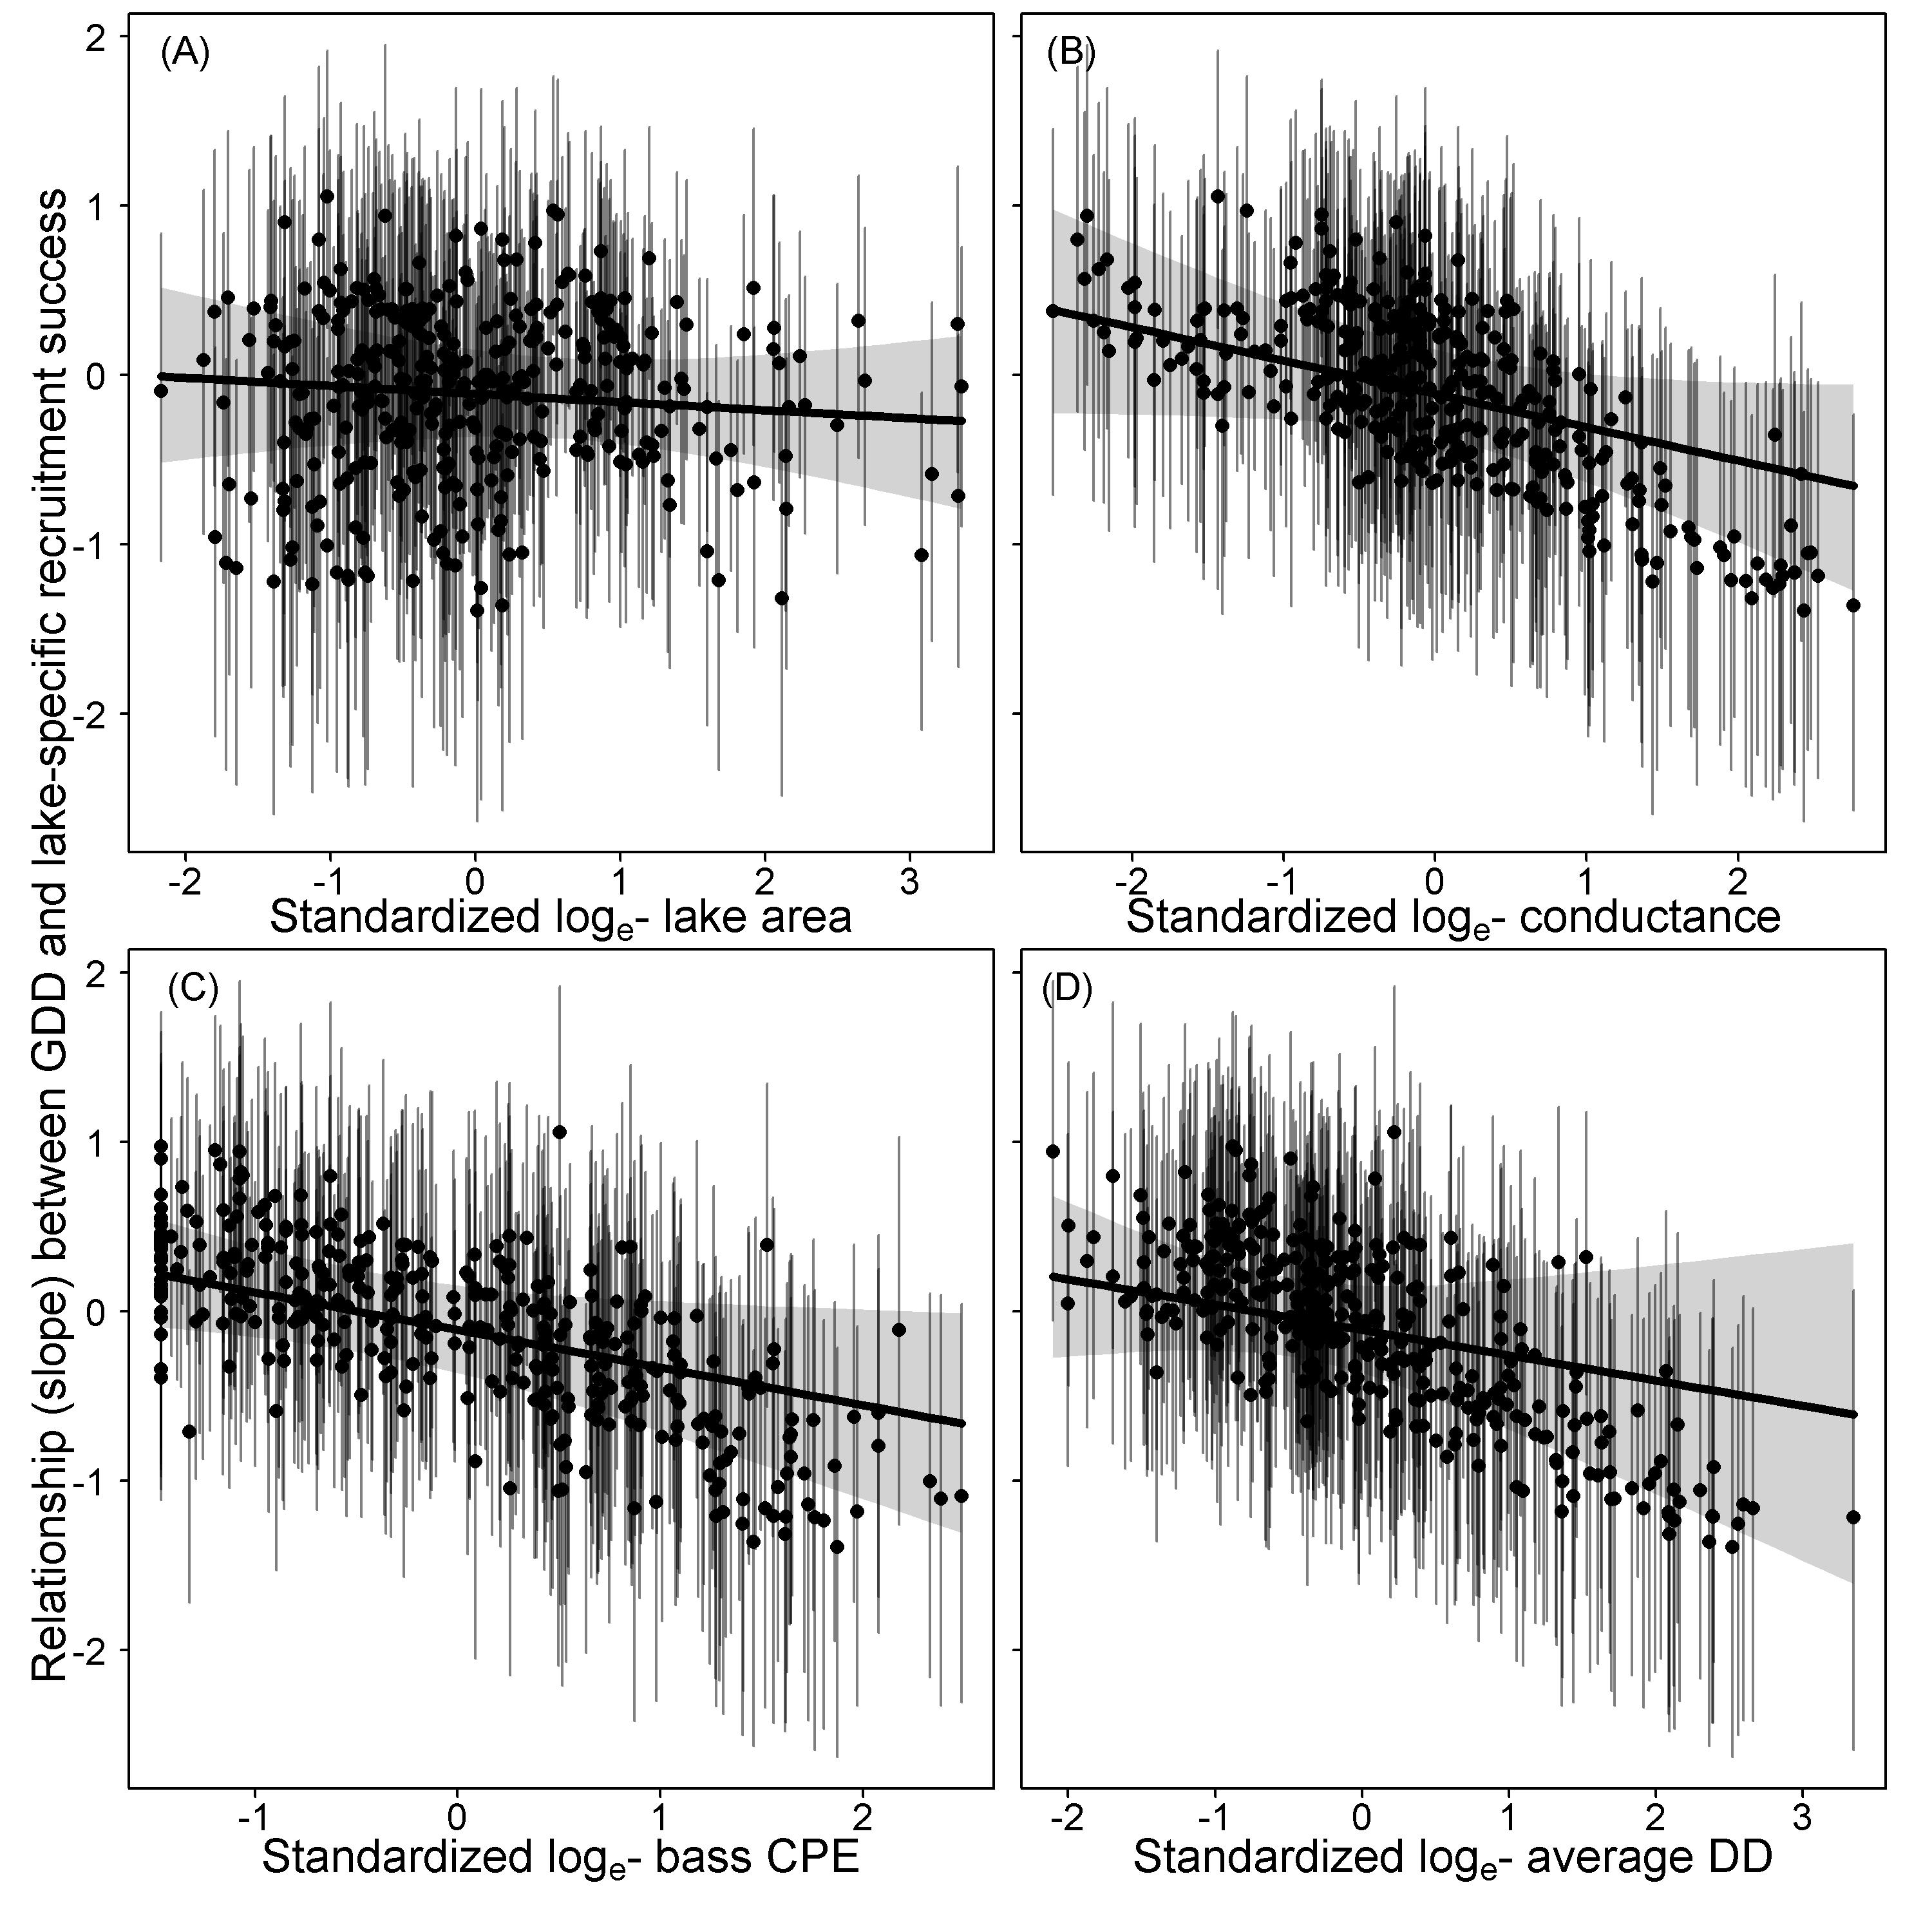 Relationship (slope) between GDD and lake-specific recruitment success
(A)
2
1
0
-1
-2
-2 -1 0 1 2 3
Standardized logₑ- lake area
(B)
-2 -1 0 1 2
Standardized logₑ- conductance
(C)
2
1
0
-1
-2
-1 0 1 2
Standardized logₑ- bass CPE
(D)
-2 -1 0 1 2 3
Standardized logₑ- average DD